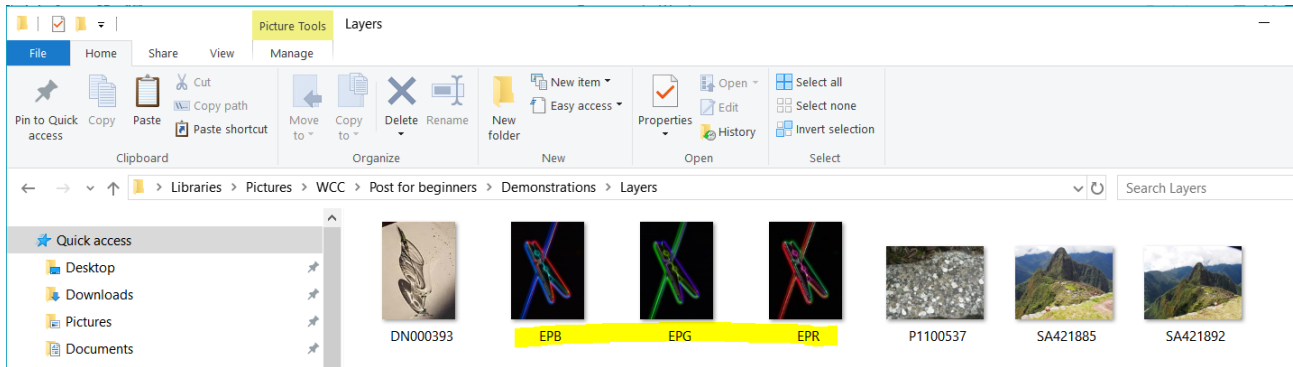 Picture Tools Layers
File Home Share View Manage
Pin to Quick access
Copy
Paste
Cut
Copy path
Paste shortcut
Clipboard
Move to
Copy to
Delete
Rename
Organize
New folder
New item
Easy access
New
Properties
Open
Edit
History
Open
Select all
Select none
Invert selection
Select
Libraries > Pictures > WCC > Post for beginners > Demonstrations > Layers
Search Layers
Quick access
Desktop
Downloads
Pictures
Documents
DN000393 EPB EPG EPR P1100537 SA421885 SA421892